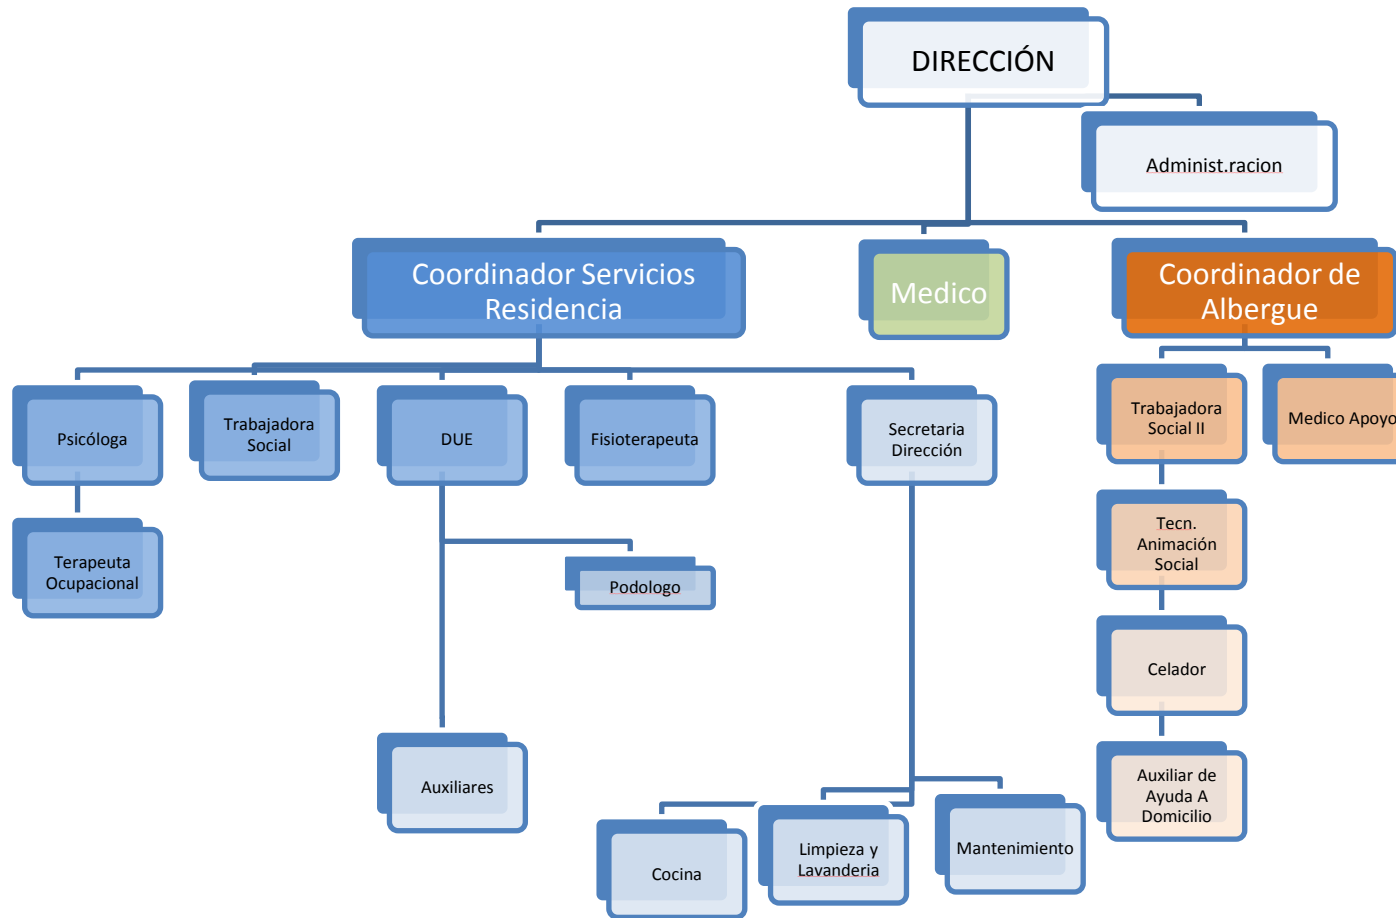 DIRECCIÓN
Administ.racion
Coordinador Servicios
Residencia
Medico
Coordinador de
Albergue
Psicóloga
Trabajadora
Social
DUE
Fisioterapeuta
Secretaria
Dirección
Trabajadora
Social II
Medico Apoyo
Terapeuta
Ocupacional
Podologo
Tecn.
Animación
Social
Celador
Auxiliares
Auxiliar de
Ayuda A
Domicilio
Cocina
Limpieza y
Lavanderia
Mantenimiento